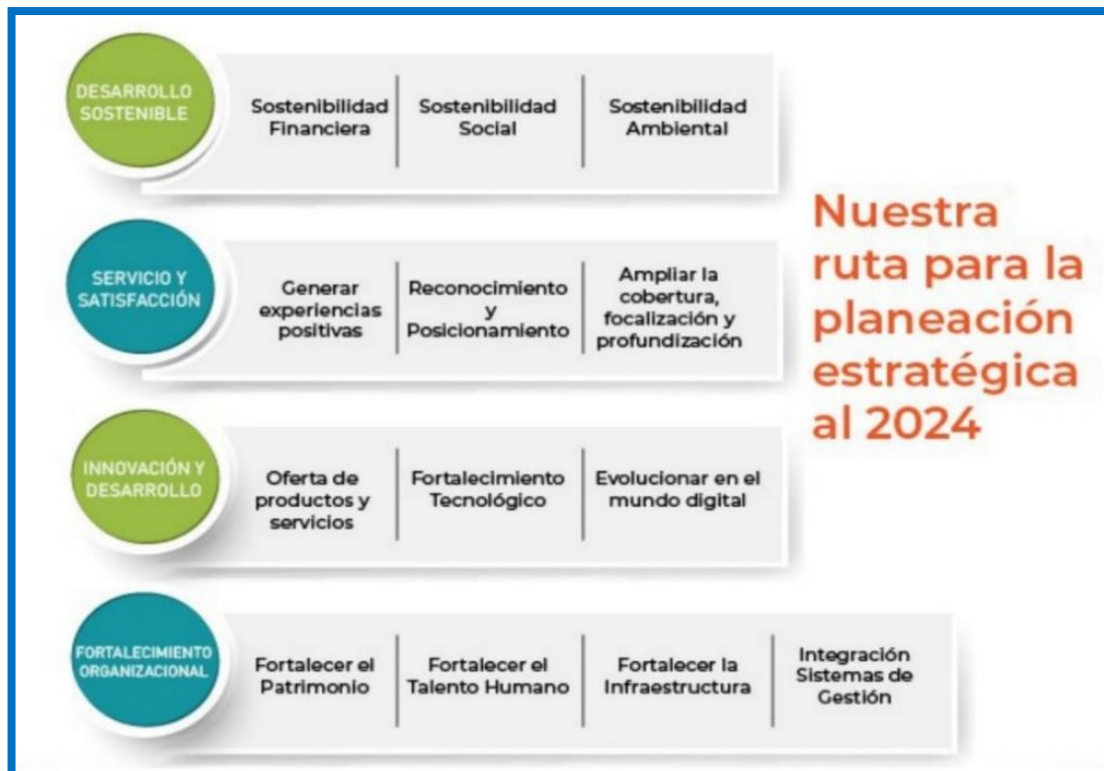 DESARROLLO
SOSTENIBLE
Sostenibilidad
Financiera
Sostenibilidad
Social
Sostenibilidad
Ambiental
Nuestra
ruta para la
planeación
estratégica
al 2024
SERVICIO Y
SATISFACCIÓN
Generar
experiencias
positivas
Reconocimiento
y
Posicionamiento
Ampliar la
cobertura,
focalización y
profundización
INNOVACIÓN Y
DESARROLLO
Oferta de
productos y
servicios
Fortalecimiento
Tecnológico
Evolucionar en el
mundo digital
FORTALECIMIENTO
ORGANIZACIONAL
Fortalecer el
Patrimonio
Fortalecer el
Talento Humano
Fortalecer la
Infraestructura
Integración
Sistemas de
Gestión